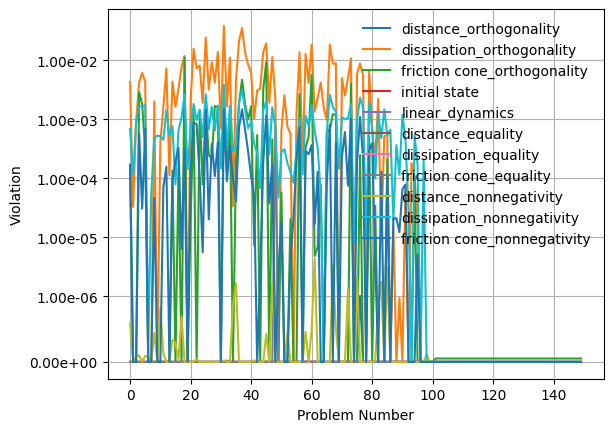 distance_orthogonality
dissipation_orthogonality
friction cone_orthogonality
initial state
linear_dynamics
distance_equality
dissipation_equality
friction cone_equality
distance_nonnegativity
dissipation_nonnegativity
friction cone_nonnegativity
1.00e-02
1.00e-03
1.00e-04
1.00e-05
1.00e-06
0.00e+00
Violation
0 20 40 60 80 100 120 140
Problem Number